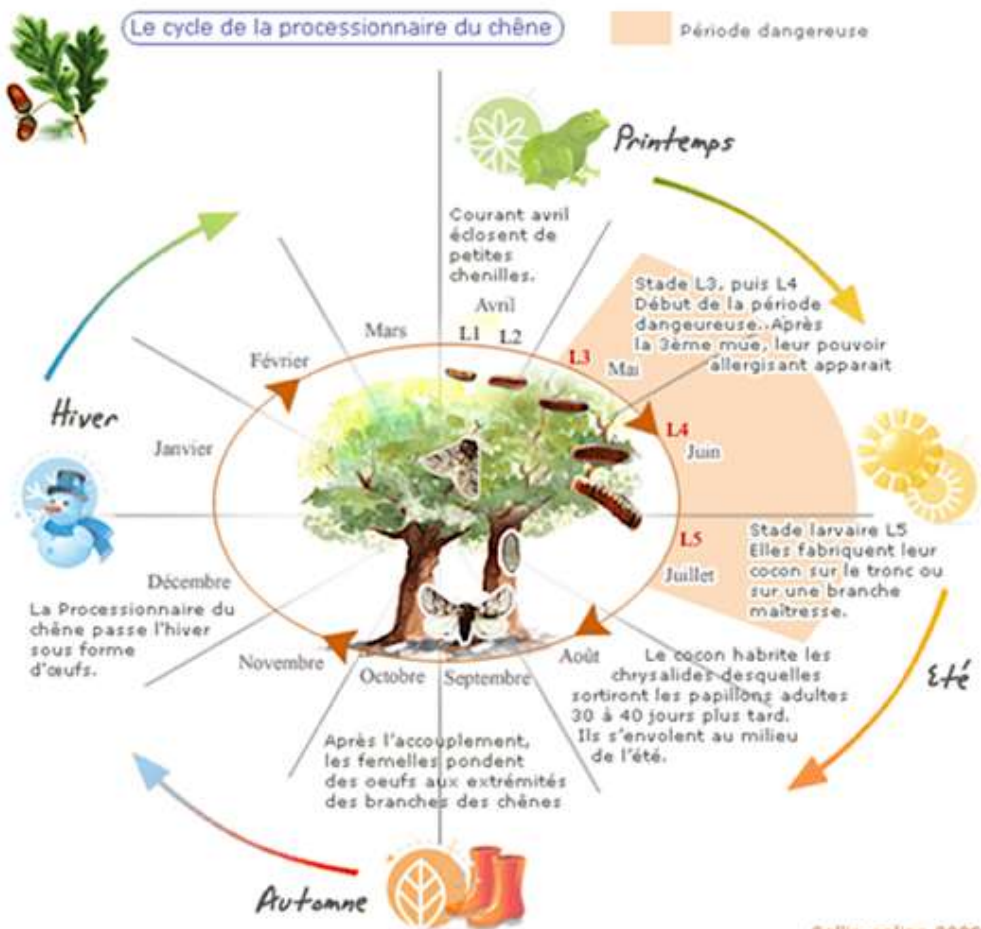 Le cycle de la processionnaire du chêne
Période dangereuse
Printemps
Courant avril
éclosent de
petites
chenilles.
Stade L3, puis L4
Début de la période
dangeureuse. Après
la 3ème mue, leur pouvoir
allergisant apparait
Avril
L1 L2
Mars
L3
Mai
Février
Hiver
L4
Juin
Janvier
Stade larvaire L5
Elles fabriquent leur
cocon sur le tronc ou
sur une branche
maîtresse.
L5
Juillet
Décembre
La Processionnaire du
chêne passe l'hiver
sous forme
d'œufs.
Novembre
Octobre
Septembre
Août
Le cocon habrite les
chrysalides desquelles
sortiront les papillons adultes
30 à 40 jours plus tard.
Ils s'envolent au milieu
de l'été.
Eté
Après l'accouplement,
les femelles pondent
des oeufs aux extrémités
des branches des chênes
Automne